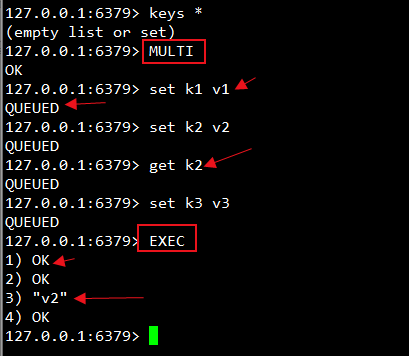 127.0.0.1:6379> keys *
(empty list or set)
127.0.0.1:6379> MULTI
OK
127.0.0.1:6379> set k1 v1
QUEUED
127.0.0.1:6379> set k2 v2
QUEUED
127.0.0.1:6379> get k2
QUEUED
127.0.0.1:6379> set k3 v3
QUEUED
127.0.0.1:6379> EXEC
1) OK
2) OK
3) "v2"
4) OK
127.0.0.1:6379>